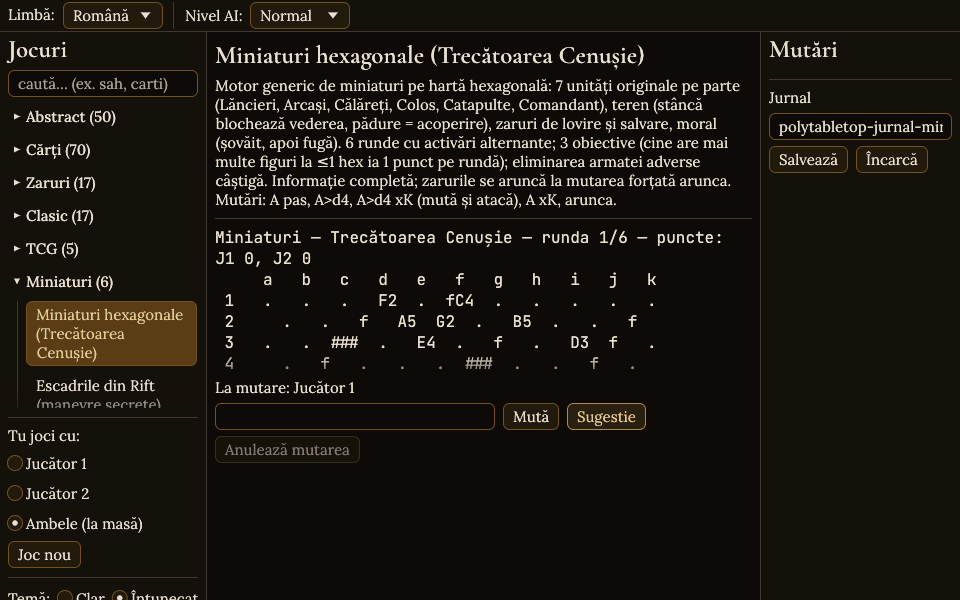 Limbă: Română ▼ Nivel AI: Normal ▼
Jocuri
caută... (ex. sah, carti)
▸ Abstract (50)
▸ Cărți (70)
▸ Zaruri (17)
▸ Clasic (17)
▸ TCG (5)
▾ Miniaturi (6)
Miniaturi hexagonale
(Trecătoarea
Cenușie)
Escadrile din Rift
(manevre secrete)
Tu joci cu:
Jucător 1
Jucător 2
Ambele (la masă)
Joc nou
Temă: Clar Întunecat
Miniaturi hexagonale (Trecătoarea Cenușie)
Motor generic de miniaturi pe hartă hexagonală: 7 unități originale pe parte
(Lăncieri, Arcași, Călăreți, Colos, Catapulte, Comandant), teren (stâncă
blochează vederea, pădure = acoperire), zaruri de lovire și salvare, moral
(șovăit, apoi fugă). 6 runde cu activări alternante; 3 obiective (cine are mai
multe figuri la ≤1 hex ia 1 punct pe rundă); eliminarea armatei adverse
câștigă. Informație completă; zarurile se aruncă la mutarea forțată arunca.
Mutări: A pas, A>d4, A>d4 xK (mută și atacă), A xK, arunca.
Miniaturi — Trecătoarea Cenușie — runda 1/6 — puncte:
J1 0, J2 0
a b c d e f g h i j k
1 . . . F2 . fC4 . . . . .
2 . . f A5 G2 . B5 . . f
3 . . ### . E4 . f . D3 f .
4 . f . . . ### . . f .
La mutare: Jucător 1
Mută Sugestie
Anulează mutarea
Mutări
Jurnal
polytabletop-jurnal-min
Salvează Încarcă